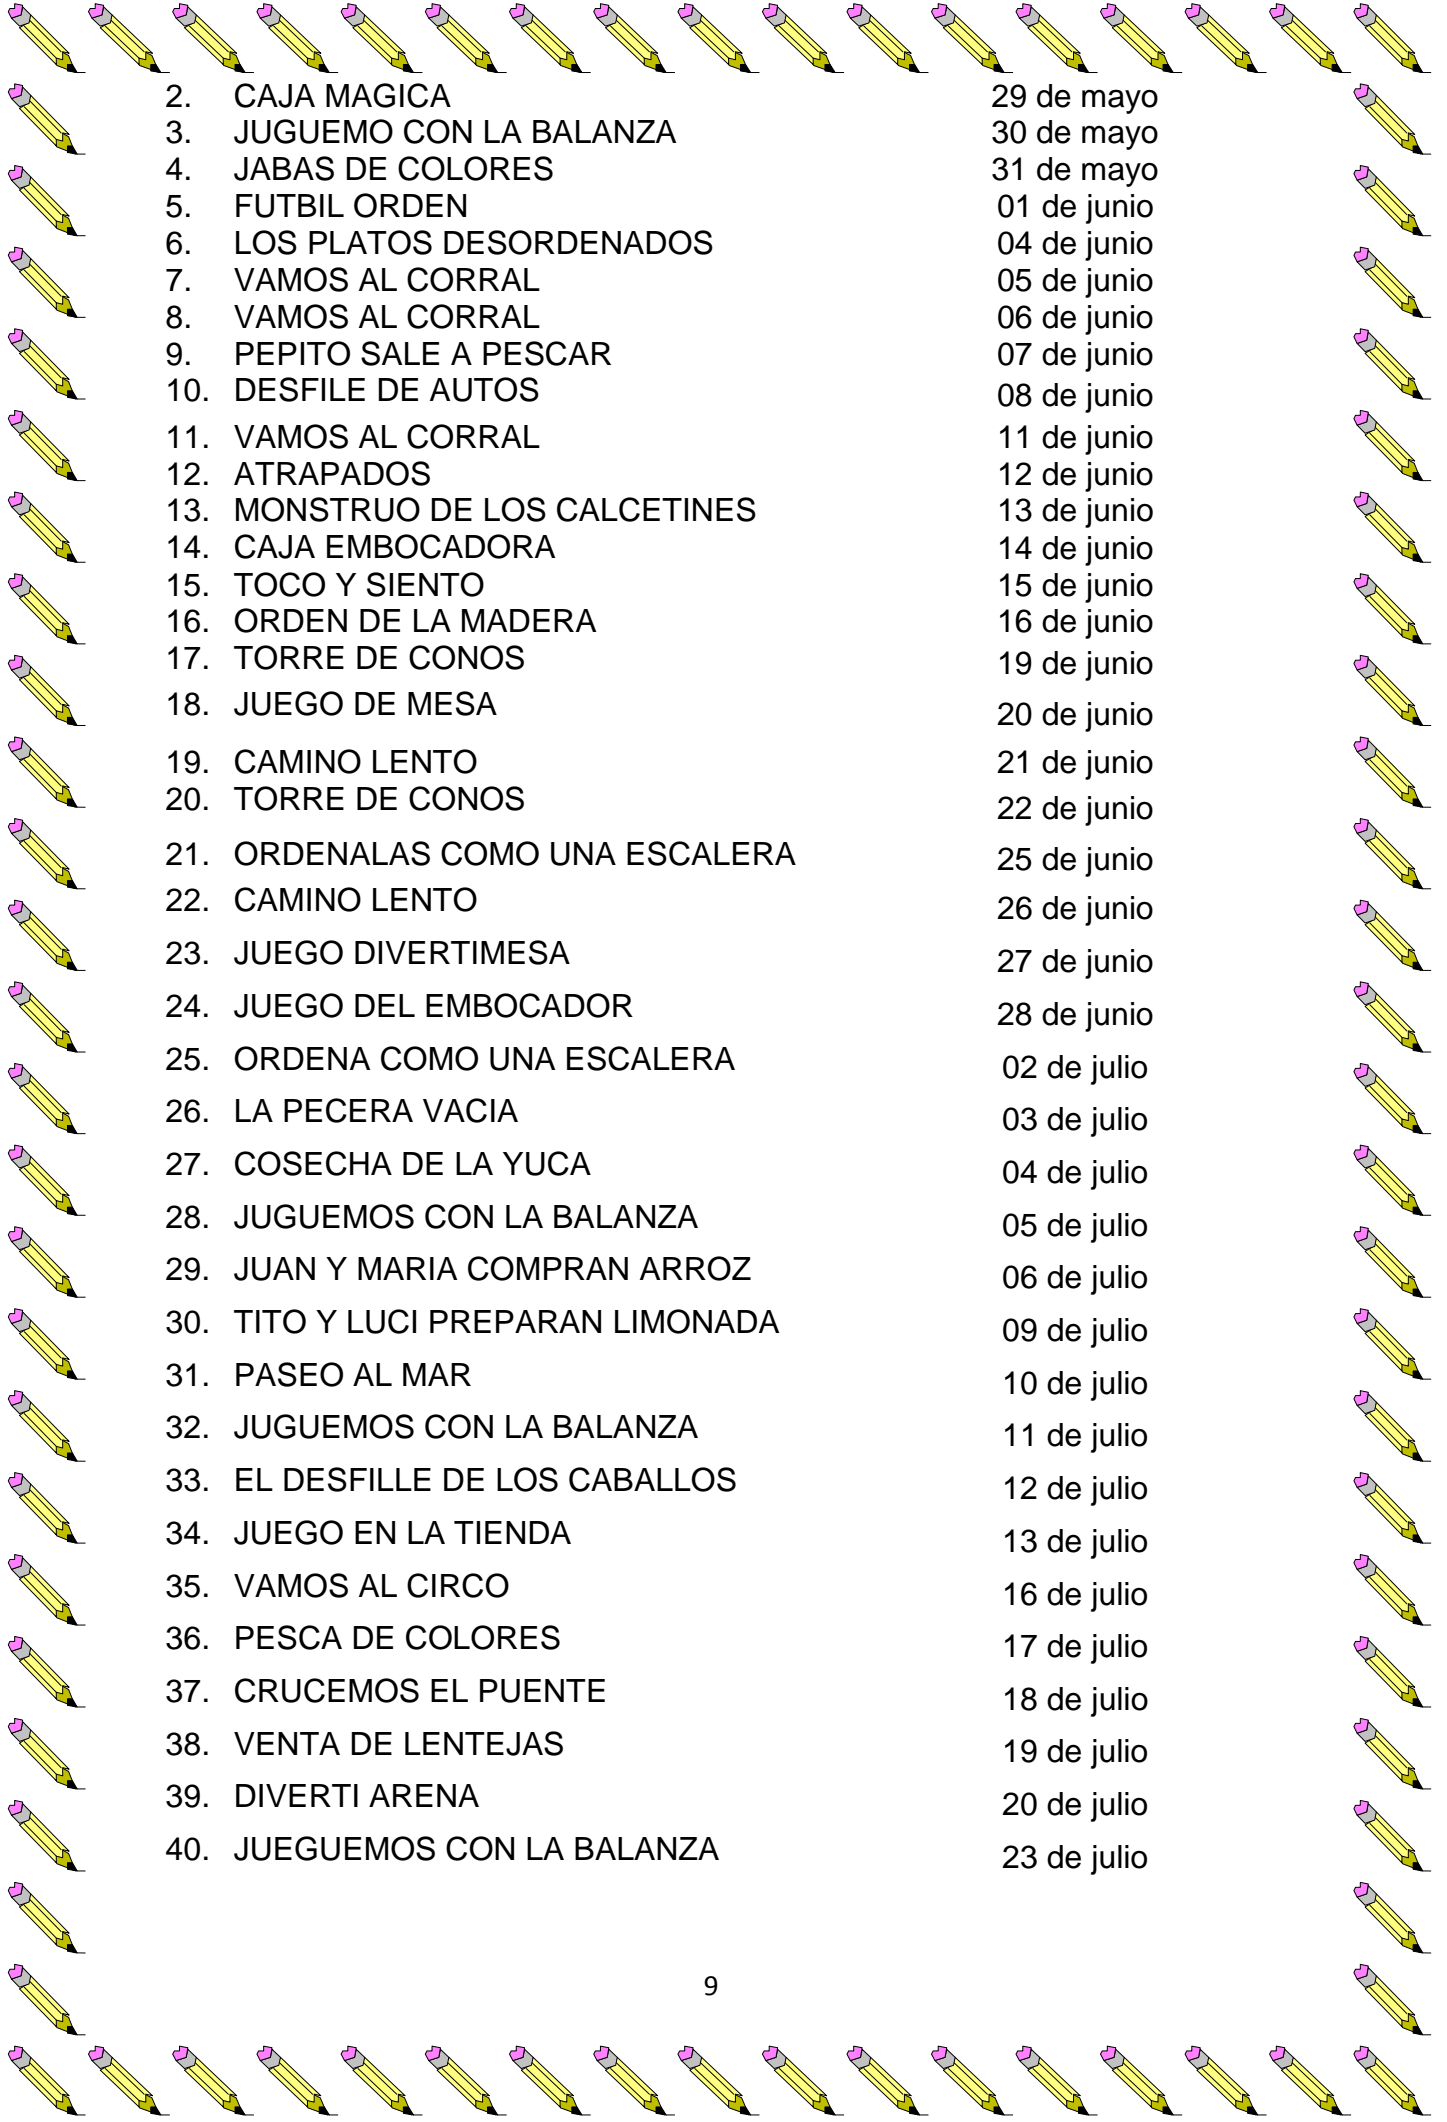 2. CAJA MAGICA 29 de mayo
3. JUGUEMO CON LA BALANZA 30 de mayo
4. JABAS DE COLORES 31 de mayo
5. FUTBIL ORDEN 01 de junio
6. LOS PLATOS DESORDENADOS 04 de junio
7. VAMOS AL CORRAL 05 de junio
8. VAMOS AL CORRAL 06 de junio
9. PEPITO SALE A PESCAR 07 de junio
10. DESFILE DE AUTOS 08 de junio
11. VAMOS AL CORRAL 11 de junio
12. ATRAPADOS 12 de junio
13. MONSTRUO DE LOS CALCETINES 13 de junio
14. CAJA EMBOCADORA 14 de junio
15. TOCO Y SIENTO 15 de junio
16. ORDEN DE LA MADERA 16 de junio
17. TORRE DE CONOS 19 de junio
18. JUEGO DE MESA 20 de junio
19. CAMINO LENTO 21 de junio
20. TORRE DE CONOS 22 de junio
21. ORDENALAS COMO UNA ESCALERA 25 de junio
22. CAMINO LENTO 26 de junio
23. JUEGO DIVERTIMESA 27 de junio
24. JUEGO DEL EMBOCADOR 28 de junio
25. ORDENA COMO UNA ESCALERA 02 de julio
26. LA PECERA VACIA 03 de julio
27. COSECHA DE LA YUCA 04 de julio
28. JUGUEMOS CON LA BALANZA 05 de julio
29. JUAN Y MARIA COMPRAN ARROZ 06 de julio
30. TITO Y LUCI PREPARAN LIMONADA 09 de julio
31. PASEO AL MAR 10 de julio
32. JUGUEMOS CON LA BALANZA 11 de julio
33. EL DESFILLE DE LOS CABALLOS 12 de julio
34. JUEGO EN LA TIENDA 13 de julio
35. VAMOS AL CIRCO 16 de julio
36. PESCA DE COLORES 17 de julio
37. CRUCEMOS EL PUENTE 18 de julio
38. VENTA DE LENTEJAS 19 de julio
39. DIVERTI ARENA 20 de julio
40. JUEGUEMOS CON LA BALANZA 23 de julio
9